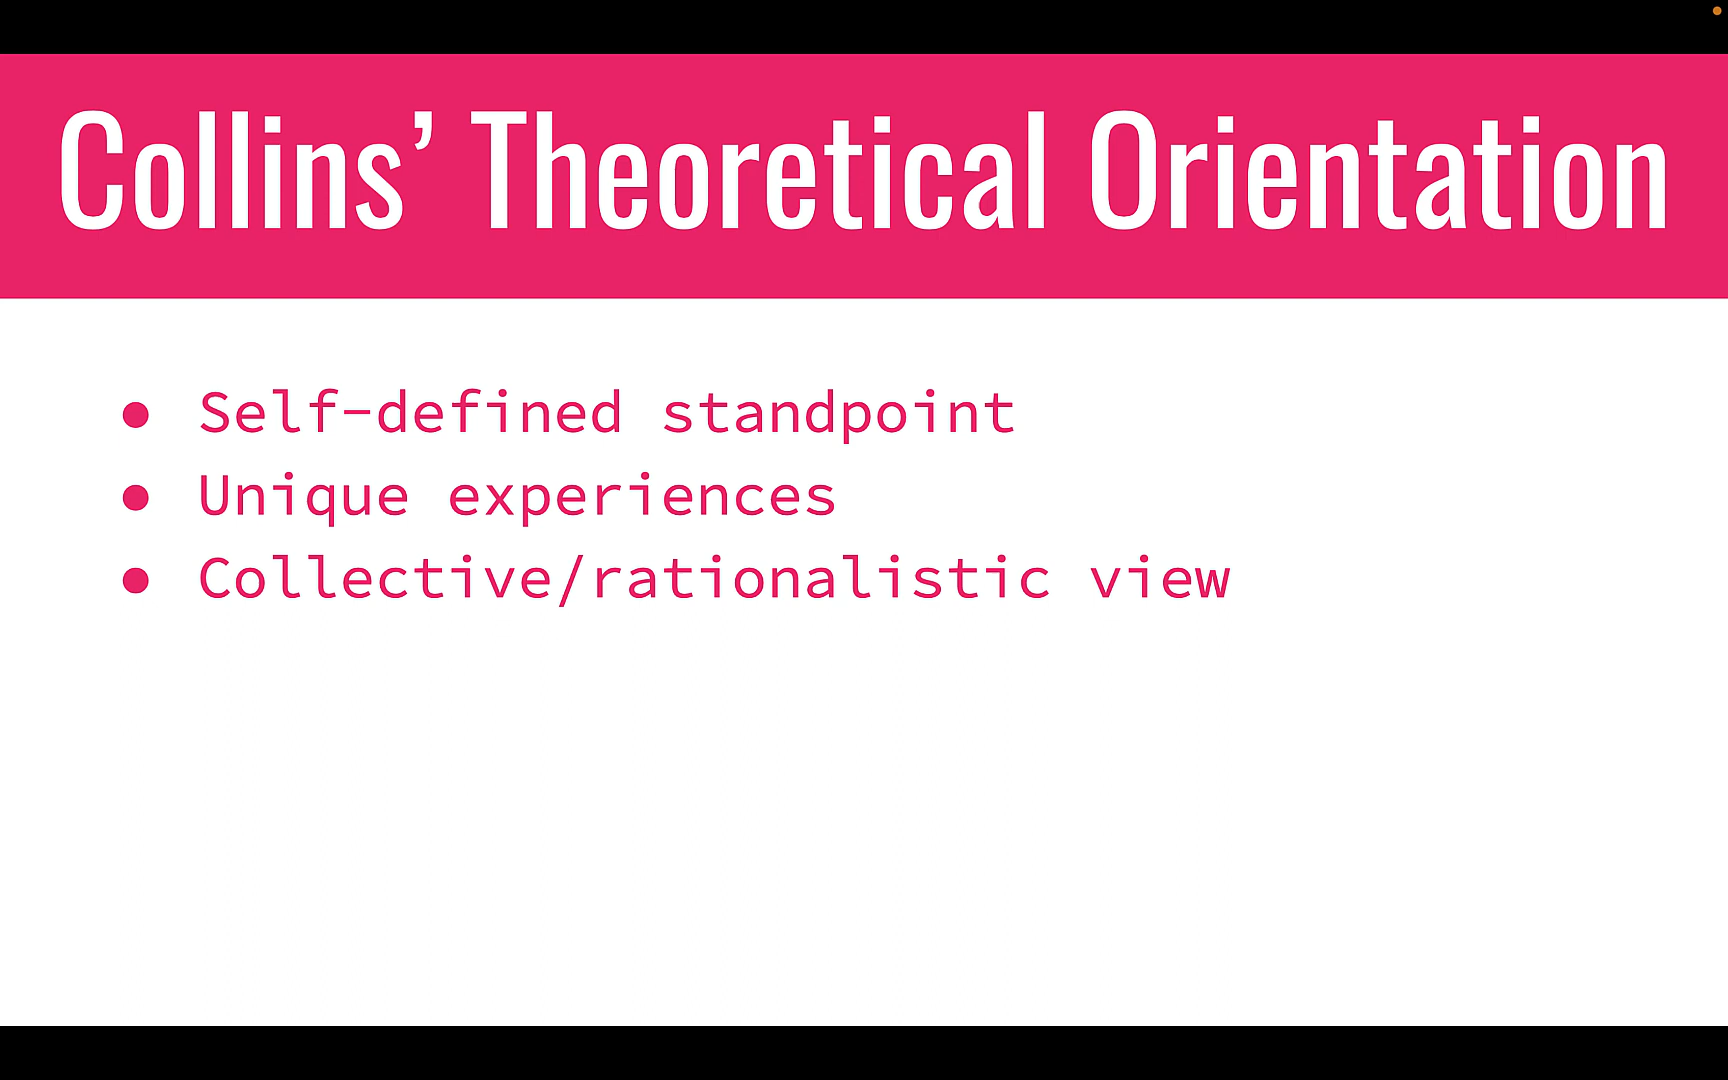 Collins’ Theoretical Orientation
● Self-defined standpoint
● Unique experiences
● Collective/rationalistic view